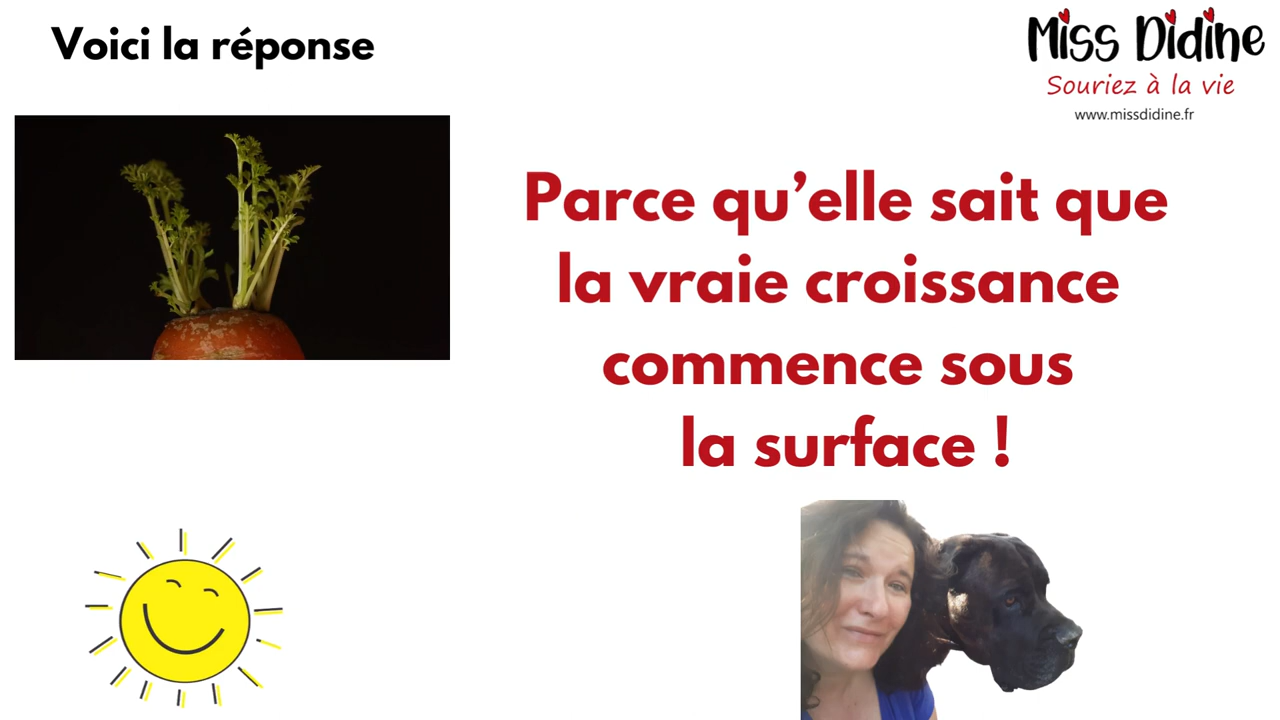 Voici la réponse
Miss Didine
Souriez à la vie
www.missdidine.fr
Parce qu’elle sait que
la vraie croissance
commence sous
la surface !